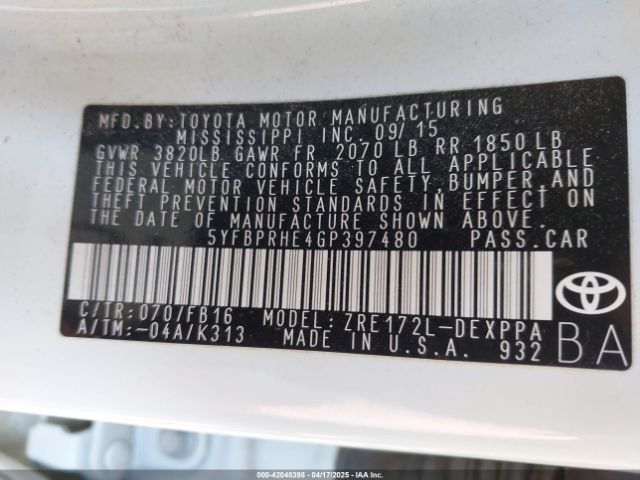 MFD.BY: TOYOTA MOTOR MANUFACTURING
MISSISSIPPI INC. 09/15
GVWR 3820LB GAWR FR 2070 LB RR 1850 LB
THIS VEHICLE CONFORMS TO ALL APPLICABLE
FEDERAL MOTOR VEHICLE SAFETY, BUMPER, AND
THEFT PREVENTION STANDARDS IN EFFECT ON
THE DATE OF MANUFACTURE SHOWN ABOVE.
5YFBPRHE4GP397480 PASS.CAR
C/TR: 070/FB16 MODEL: ZRE172L-DEXPPA
A/TM: -04A/K313 MADE IN U.S.A. 932 BA
TOYOTA
000-42048398 - 04/17/2025 - IAA Inc.